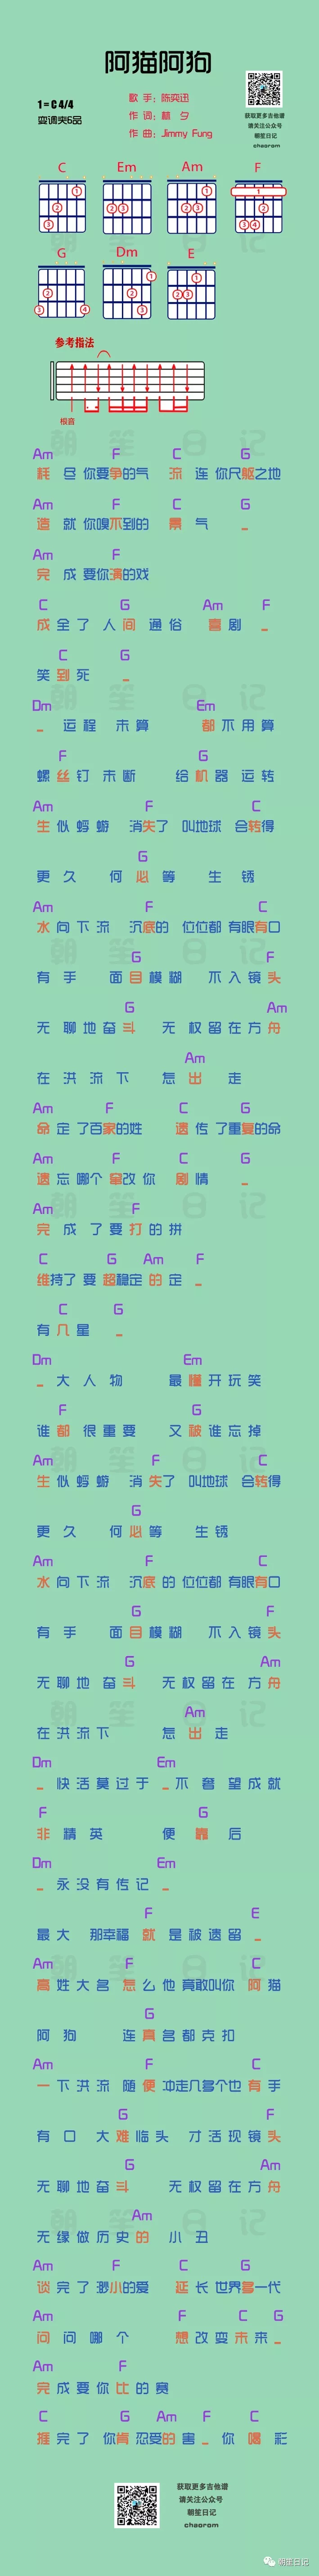 阿猫阿狗
1=C 4/4
变调夹6品
歌 手：陈奕迅
作 词：林 夕
作 曲：Jimmy Fung
获取更多吉他谱
请关注公众号
朝笙日记
chaorom
C Em Am F
G Dm E
参考指法
根音
Am F C G
耗 尽 你要争的气 流 连 你尺躯之地
Am F C G
造 就 你嗅不到的 景 气 _
Am F
完 成 要你演的戏
C G Am F
成 全 了 人 间 通 俗 喜 剧 _
C G
笑 到 死 _
Dm Em
_ 运 程 未 算 都 不 用 算
F G
螺 丝 钉 未 断 给 机 器 运 转
Am F C
生 似 蜉 蝣 消失了 叫地球 会转得
G
更 久 何 必 等 生 锈
Am F C
水 向 下 流 沉底的 位位都 有眼有口
G F
有 手 面 目 模 糊 不 入 镜 头
G Am
无 聊 地 奋 斗 无 权 留 在 方 舟
Am
在 洪 流 下 怎 出 走
Am F C G
命 定 了百家的姓 遗 传 了重复的命
Am F C G
遗 忘 哪个 窜改你 剧 情 _
Am F
完 成 了 要 打 的 拼
C G Am F
维持了 要 超稳定 的 定 _
C G
有 几 星 _
Dm Em
_ 大 人 物 最 懂 开 玩 笑
F G
谁 都 很 重 要 又 被 谁 忘 掉
Am F C
生 似 蜉 蝣 消 失了 叫地球 会转得
G
更 久 何 必 等 生 锈
Am F C
水 向 下 流 沉底 的 位位都 有眼有口
G F
有 手 面 目 模 糊 不 入 镜 头
G Am
无 聊 地 奋 斗 无 权 留 在 方 舟
Am
在 洪 流 下 怎 出 走
Dm Em
_ 快 活 莫 过 于 _ 不 奢 望 成 就
F G
非 精 英 便 靠 后
Dm Em
_ 永 没 有 传 记 _
F E
最 大 那幸福 就 是 被 遗 留 _
Am F C
高 姓 大 名 怎 么 他 竟敢叫你 阿 猫
G
阿 狗 连 真 名 都 克 扣
Am F C
一 下 洪 流 随 便 冲走几多个也 有 手
G F
有 口 大 难 临 头 才 活 现 镜 头
G Am
无 聊 地 奋 斗 无 权 留 在 方 舟
Am
无 缘 做 历 史 的 小 丑
Am F C G
谈 完 了 渺小的爱 延 长 世界多一代
Am F C G
问 问 哪 个 想 改 变 未 来 _
Am F
完 成 要 你 比 的 赛
C G Am F C
捱 完 了 你肯 忍受的 害 _ 你 喝 彩
获取更多吉他谱
请关注公众号
朝笙日记
chaorom
朝笙日记